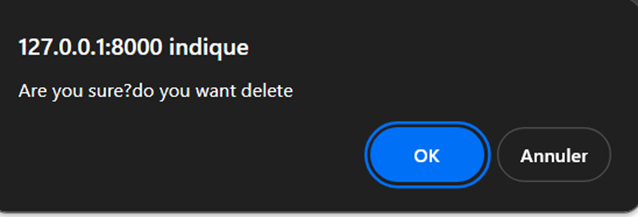 127.0.0.1:8000 indique
Are you sure?do you want delete
OK
Annuler